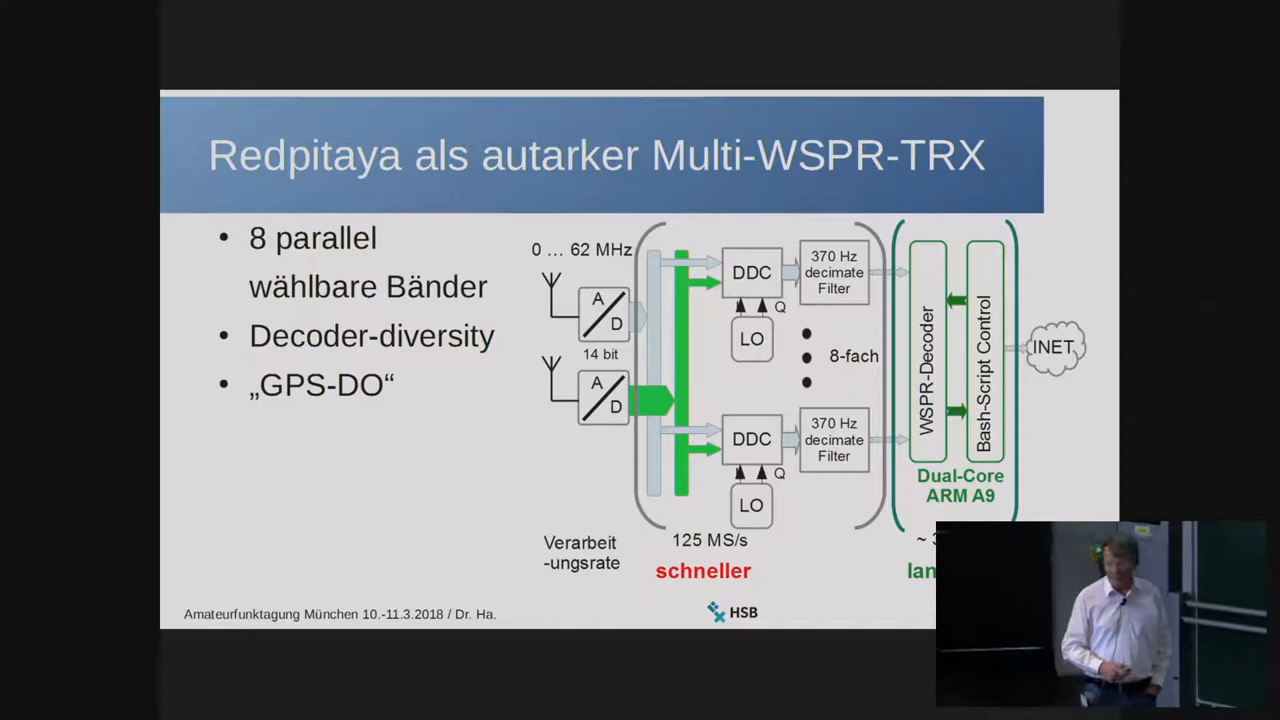 Redpitaya als autarker Multi-WSPR-TRX
• 8 parallel
wählbare Bänder
• Decoder-diversity
• „GPS-DO“
0 … 62 MHz
A
D
14 bit
A
D
DDC
Q
LO
370 Hz
decimate
Filter
8-fach
DDC
Q
LO
370 Hz
decimate
Filter
WSPR-Decoder
Bash-Script Control
INET
Dual-Core
ARM A9
Verarbeit
-ungsrate
125 MS/s
schneller
Amateurfunktagung München 10.-11.3.2018 / Dr. Ha.
HSB